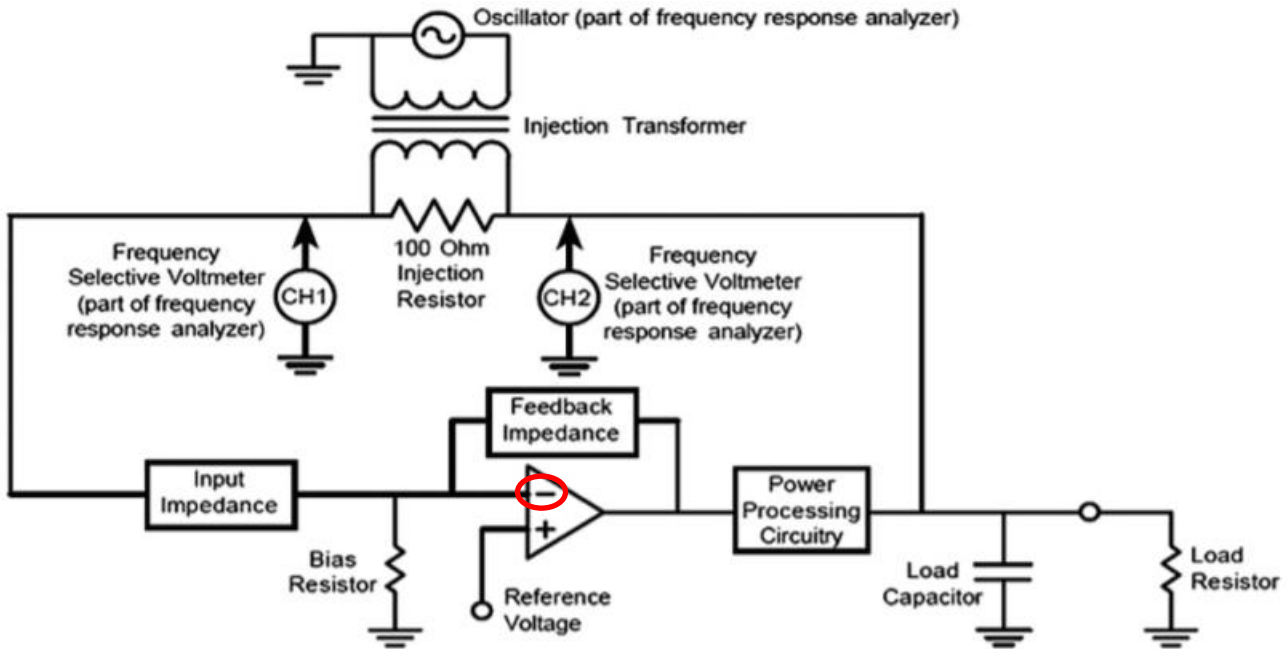 Oscillator (part of frequency response analyzer)
Injection Transformer
Frequency
Selective Voltmeter
(part of frequency
response analyzer)
CH1
100 Ohm
Injection
Resistor
CH2
Frequency
Selective Voltmeter
(part of frequency
response analyzer)
Feedback
Impedance
Input
Impedance
−
+
Power
Processing
Circuitry
Bias
Resistor
Reference
Voltage
Load
Capacitor
Load
Resistor